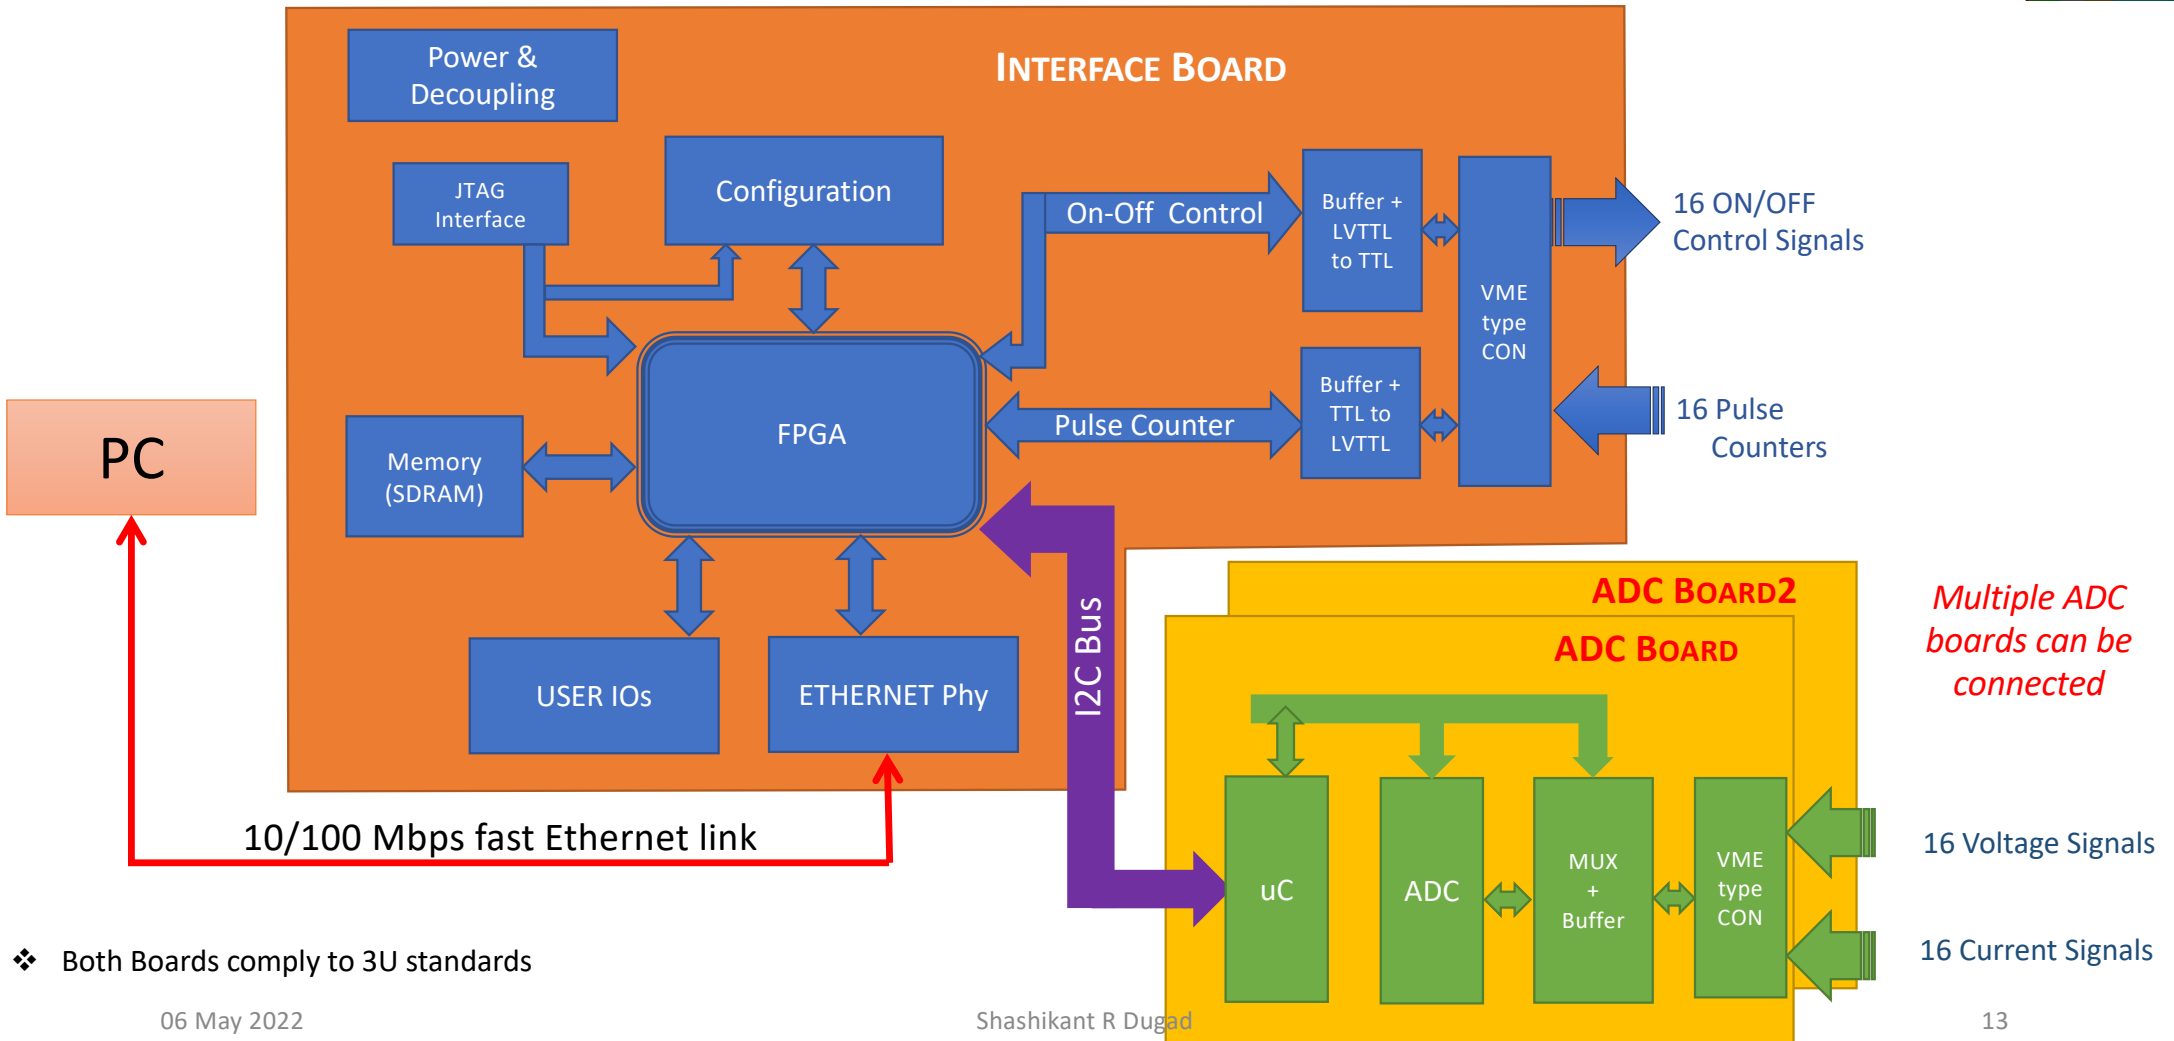 INTERFACE BOARD
Power &
Decoupling
JTAG
Interface
Configuration
On-Off Control
Buffer +
LVTTL
to TTL
VME
type
CON
16 ON/OFF
Control Signals
PC
Memory
(SDRAM)
FPGA
Pulse Counter
Buffer +
TTL to
LVTTL
16 Pulse
Counters
USER IOs
ETHERNET Phy
I2C Bus
ADC BOARD2
ADC BOARD
Multiple ADC
boards can be
connected
10/100 Mbps fast Ethernet link
uC
ADC
MUX
+
Buffer
VME
type
CON
16 Voltage Signals
16 Current Signals
❖ Both Boards comply to 3U standards
06 May 2022
Shashikant R Dugad
13